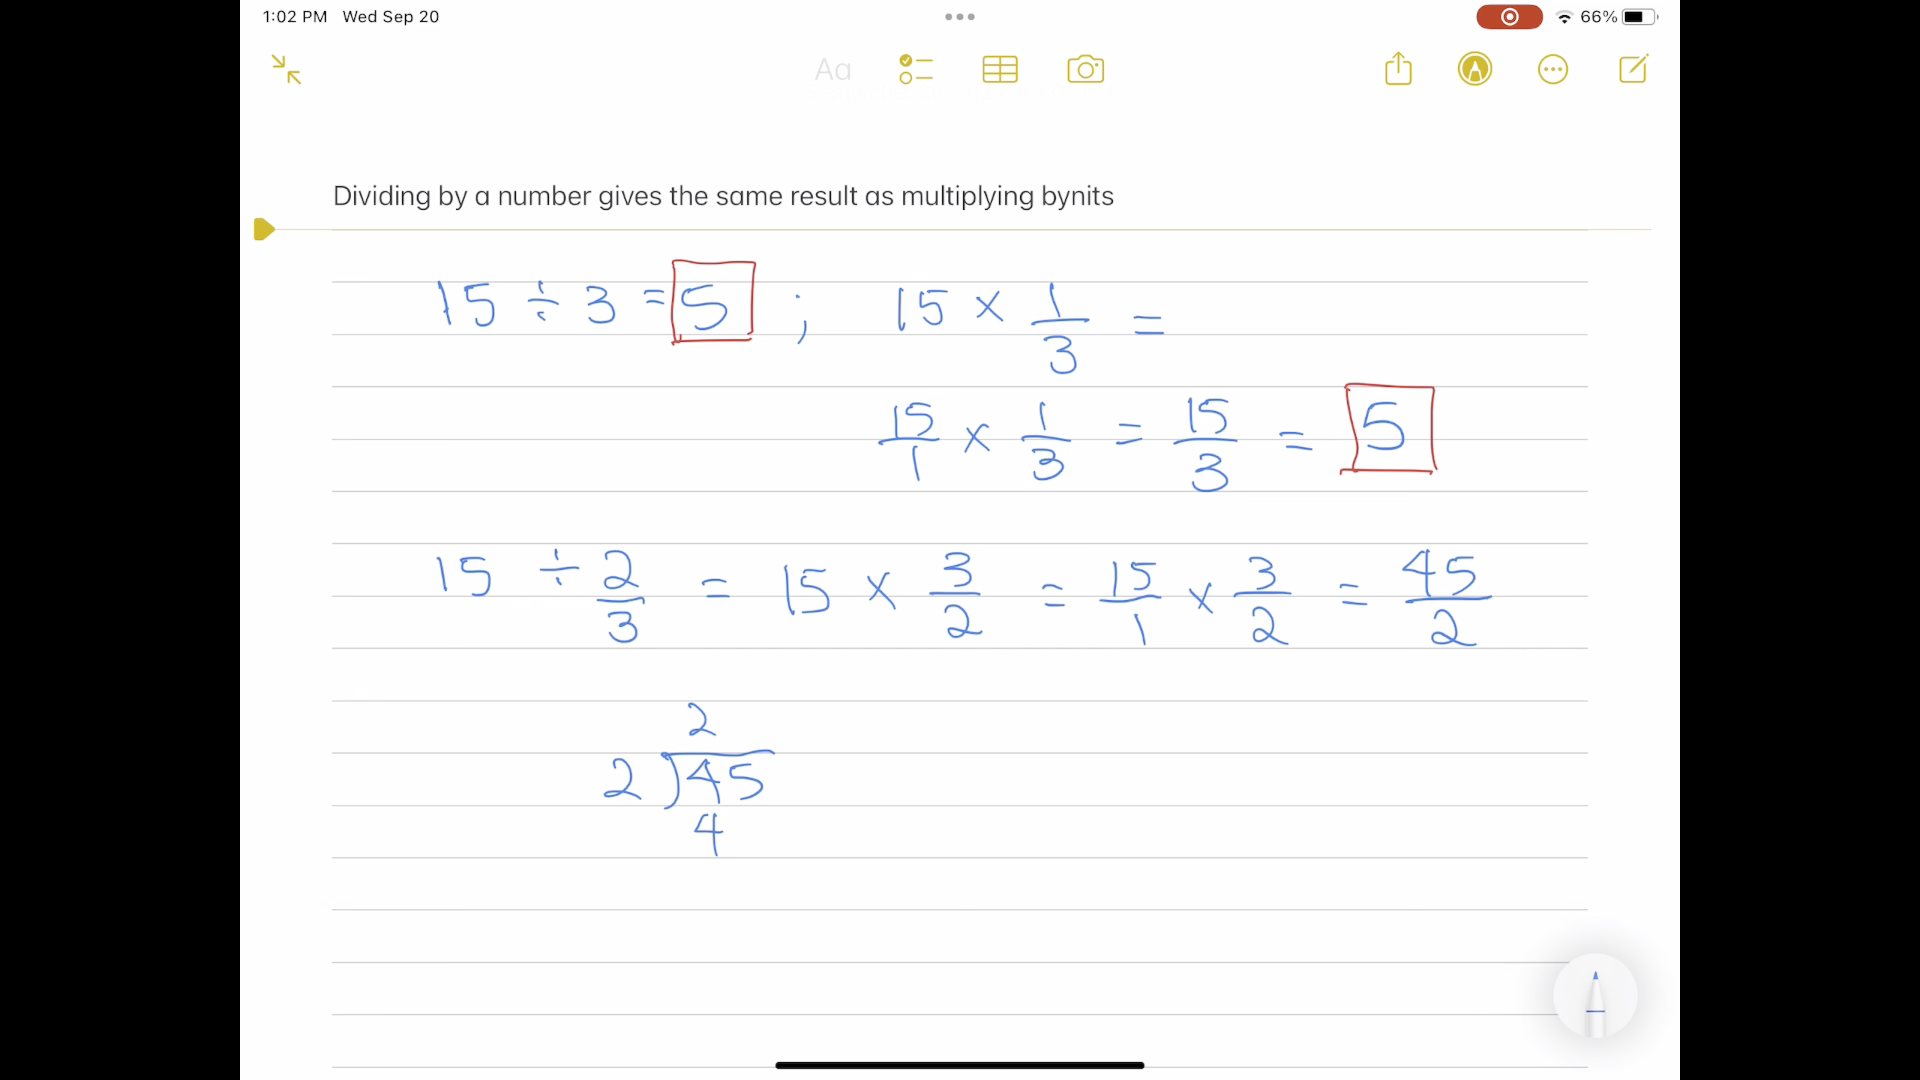 1:02 PM Wed Sep 20
66%
Aa
Dividing by a number gives the same result as multiplying bynits
15 ÷ 3 = 5 ; 15 × 1/3 =
15/1 × 1/3 = 15/3 = 5
15 ÷ 2/3 = 15 × 3/2 = 15/1 × 3/2 = 45/2
2
2)45
4